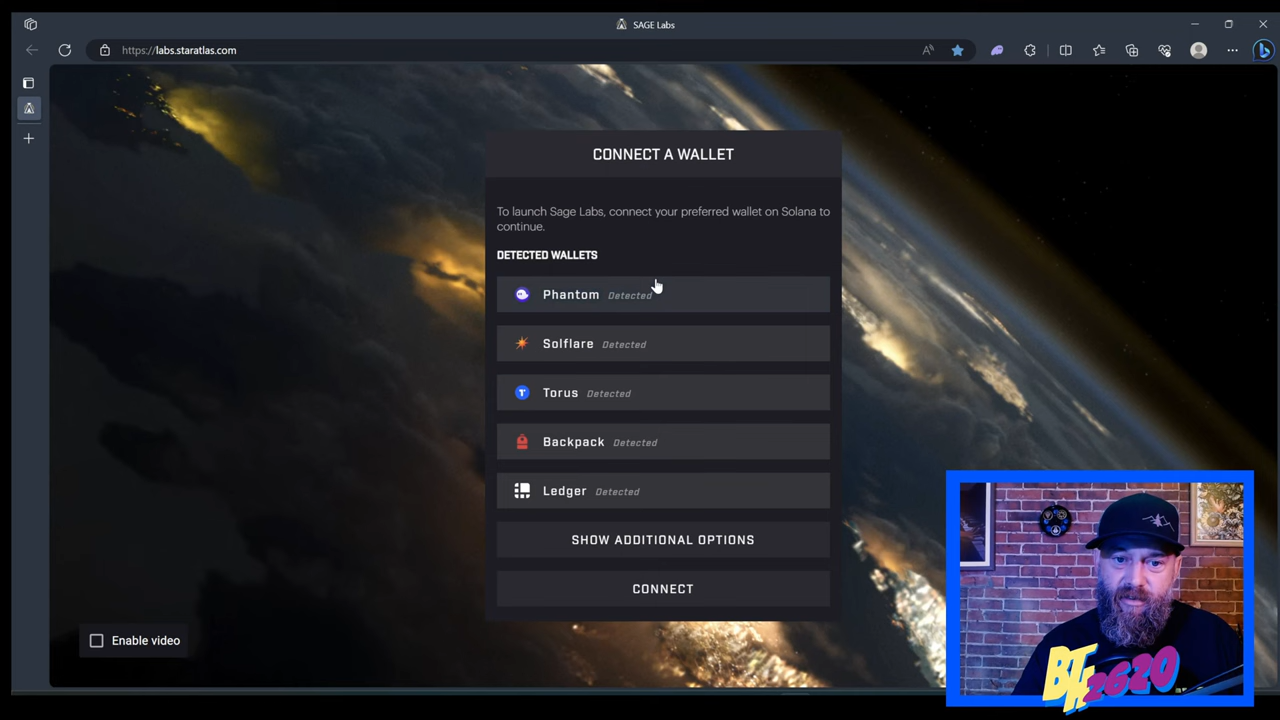 SAGE Labs
https://labs.staratlas.com
CONNECT A WALLET
To launch Sage Labs, connect your preferred wallet on Solana to
continue.
DETECTED WALLETS
Phantom Detected
Solflare Detected
Torus Detected
Backpack Detected
Ledger Detected
SHOW ADDITIONAL OPTIONS
CONNECT
Enable video
BTH2620